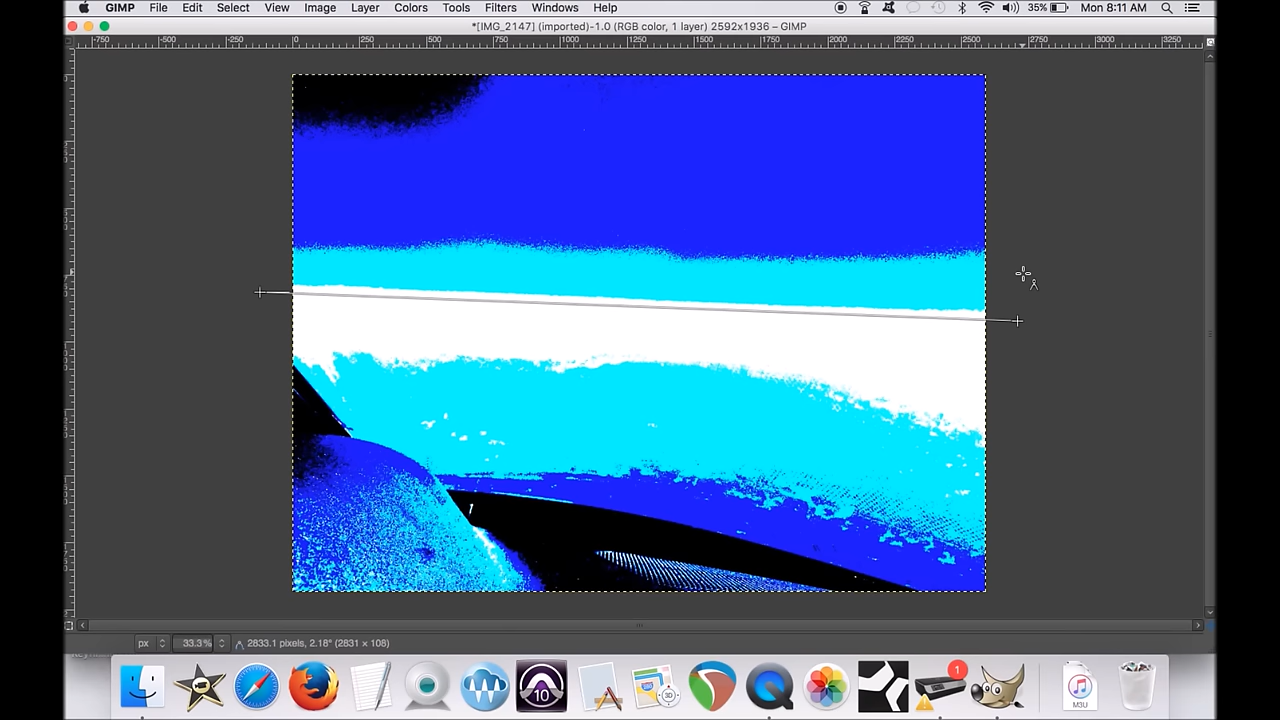 GIMP File Edit Select View Image Layer Colors Tools Filters Windows Help 35% Mon 8:11 AM
*[IMG_2147] (imported)-1.0 (RGB color, 1 layer) 2592x1936 – GIMP
-750 -500 -250 0 250 500 750 1000 1250 1500 1750 2000 2250 2500 2750 3000 3250
px 33.3% 2833.1 pixels, 2.18° (2831 × 108)
10
3D
1
M3U